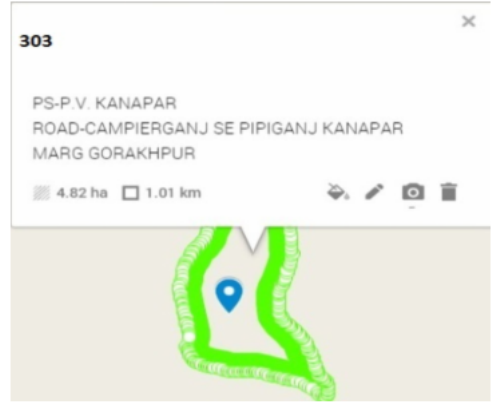 303
PS-P.V. KANAPAR
ROAD-CAMPIERGANJ SE PIPIGANJ KANAPAR
MARG GORAKHPUR
4.82 ha 1.01 km